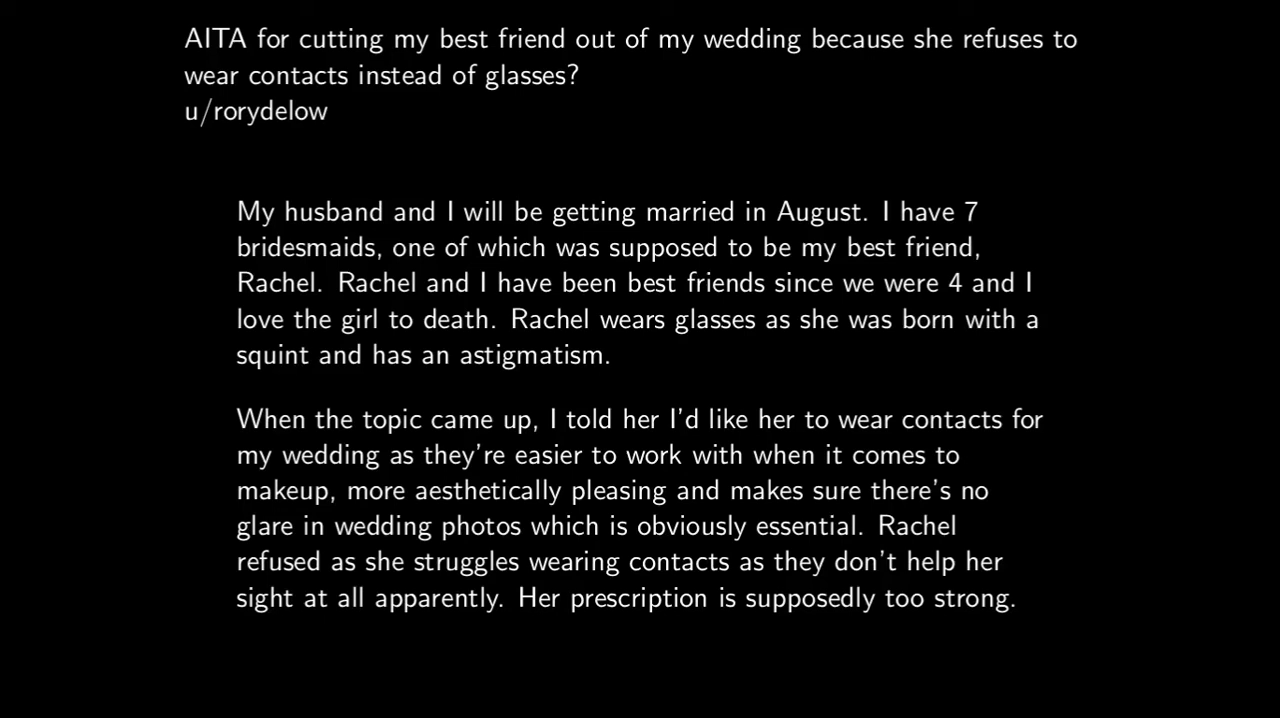 AITA for cutting my best friend out of my wedding because she refuses to
wear contacts instead of glasses?
u/rorydelow
My husband and I will be getting married in August. I have 7
bridesmaids, one of which was supposed to be my best friend,
Rachel. Rachel and I have been best friends since we were 4 and I
love the girl to death. Rachel wears glasses as she was born with a
squint and has an astigmatism.
When the topic came up, I told her I'd like her to wear contacts for
my wedding as they're easier to work with when it comes to
makeup, more aesthetically pleasing and makes sure there's no
glare in wedding photos which is obviously essential. Rachel
refused as she struggles wearing contacts as they don't help her
sight at all apparently. Her prescription is supposedly too strong.